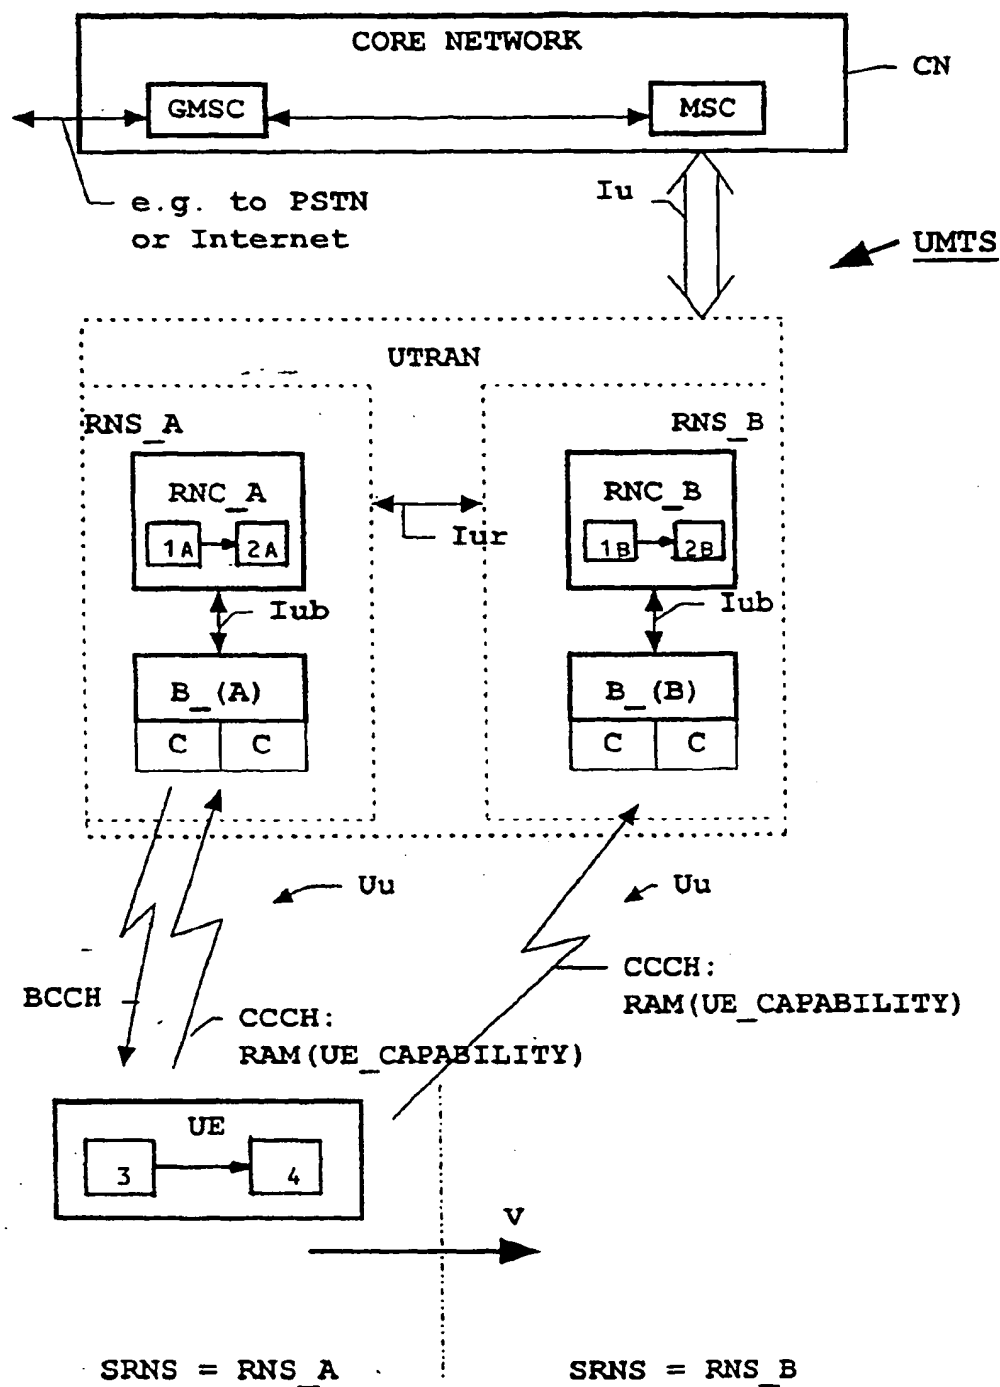 CORE NETWORK
CN
GMSC
MSC
e.g. to PSTN
or Internet
Iu
UMTS
UTRAN
RNS_A
RNS_B
RNC_A
RNC_B
1A
2A
1B
2B
Iur
Iub
Iub
B_(A)
B_(B)
C
C
C
C
Uu
Uu
BCCH
CCCH:
RAM(UE_CAPABILITY)
CCCH:
RAM(UE_CAPABILITY)
UE
3
4
V
SRNS = RNS_A
SRNS = RNS_B